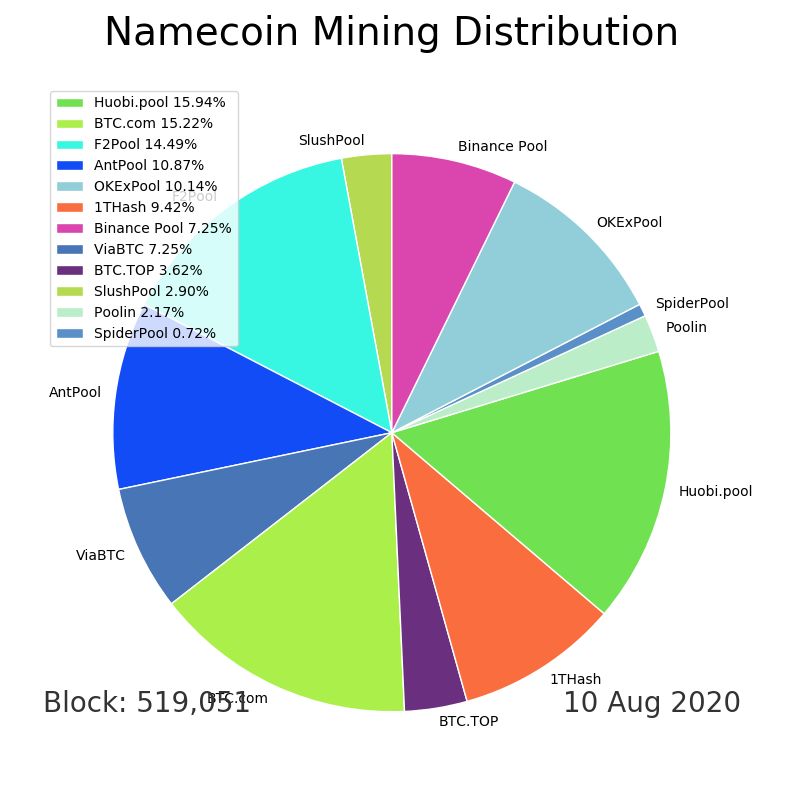 Namecoin Mining Distribution
Huobi.pool 15.94%
BTC.com 15.22%
F2Pool 14.49%
AntPool 10.87%
OKExPool 10.14%
1THash 9.42%
Binance Pool 7.25%
ViaBTC 7.25%
BTC.TOP 3.62%
SlushPool 2.90%
Poolin 2.17%
SpiderPool 0.72%
SlushPool
Binance Pool
F2Pool
OKExPool
SpiderPool
Poolin
AntPool
Huobi.pool
ViaBTC
1THash
BTC.com
BTC.TOP
Block: 519,051
10 Aug 2020